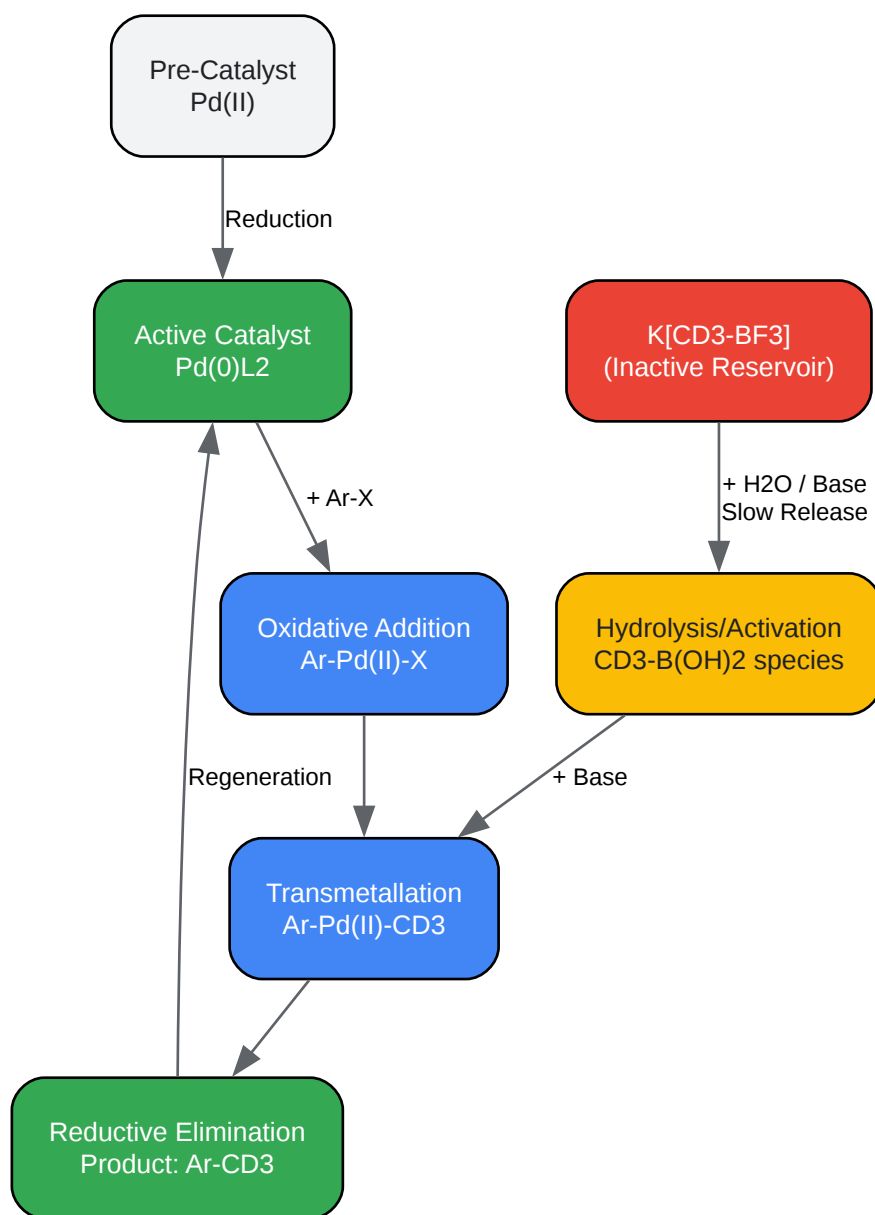 Pre-Catalyst
Pd(II)
Reduction
Active Catalyst
Pd(0)L2
K[CD3-BF3]
(Inactive Reservoir)
+ Ar-X
+ H2O / Base
Slow Release
Oxidative Addition
Ar-Pd(II)-X
Hydrolysis/Activation
CD3-B(OH)2 species
Regeneration
+ Base
Transmetallation
Ar-Pd(II)-CD3
Reductive Elimination
Product: Ar-CD3